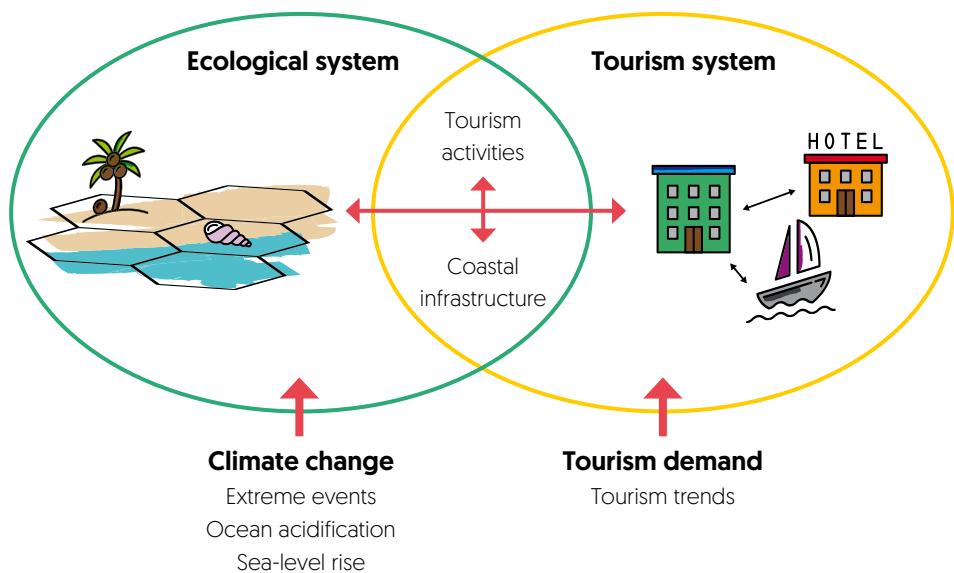 Ecological system
Tourism system
Tourism
activities
HOTEL
Coastal
infrastructure
Climate change
Extreme events
Ocean acidification
Sea-level rise
Tourism demand
Tourism trends